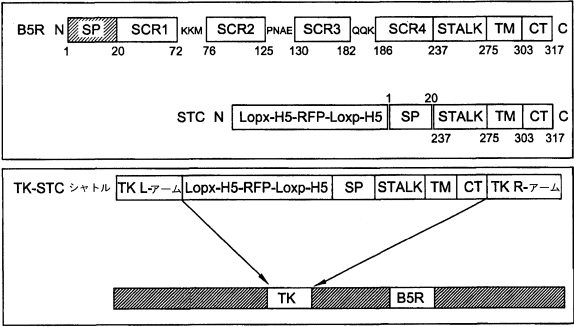 B5R N SP SCR1 KKM SCR2 PNAE SCR3 QQK SCR4 STALK TM CT C
1 20 72 76 125 130 182 186 237 275 303 317
1 20
STC N Lopx-H5-RFP-Loxp-H5 SP STALK TM CT C
237 275 303 317
TK-STC シャトル TK L-アーム Lopx-H5-RFP-Loxp-H5 SP STALK TM CT TK R-アーム
TK B5R